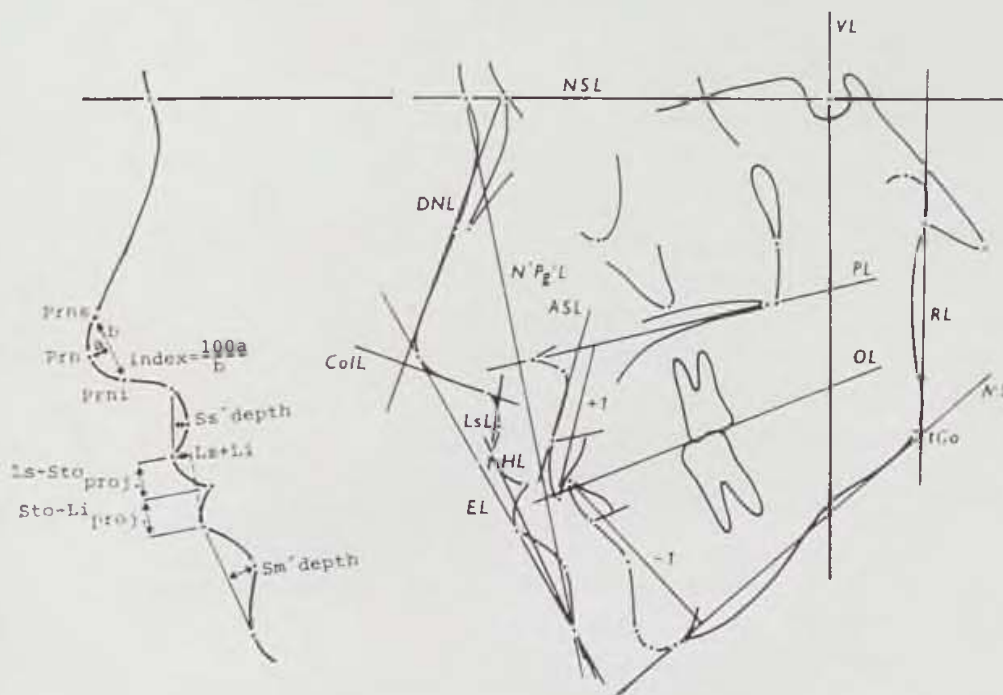 VL
NSL
DNL
N'Pg'L
ASL
PL
RL
OL
ColL
+1
LsL
HL
EL
-1
tGo
Prns
b
a
Prn
index=100a/b
Prni
Ss'depth
Ls+Li
Ls-Sto
proj.
Sto-Li
proj.
Sm'depth